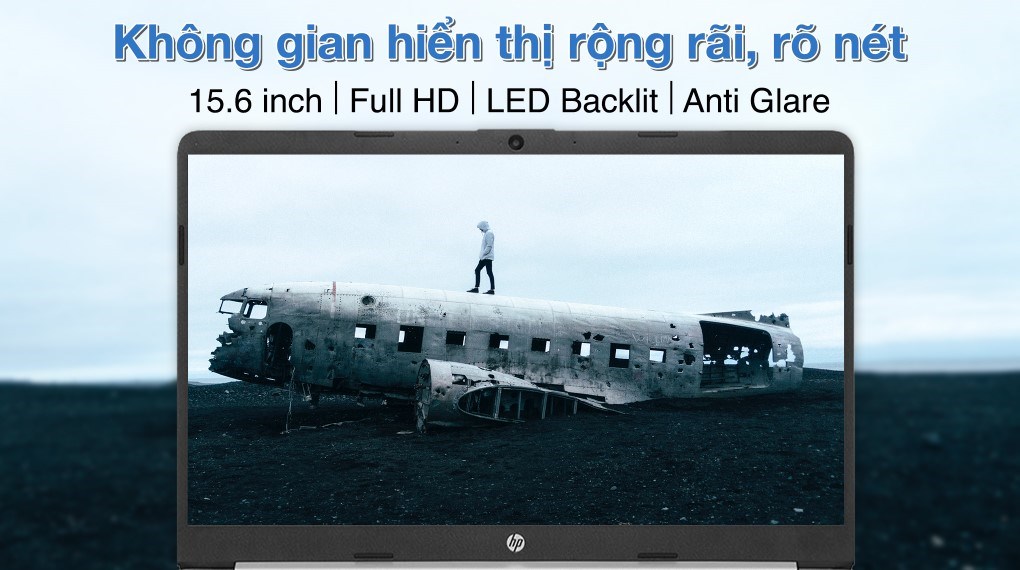 Không gian hiển thị rộng rãi, rõ nét
15.6 inch | Full HD | LED Backlit | Anti Glare
hp